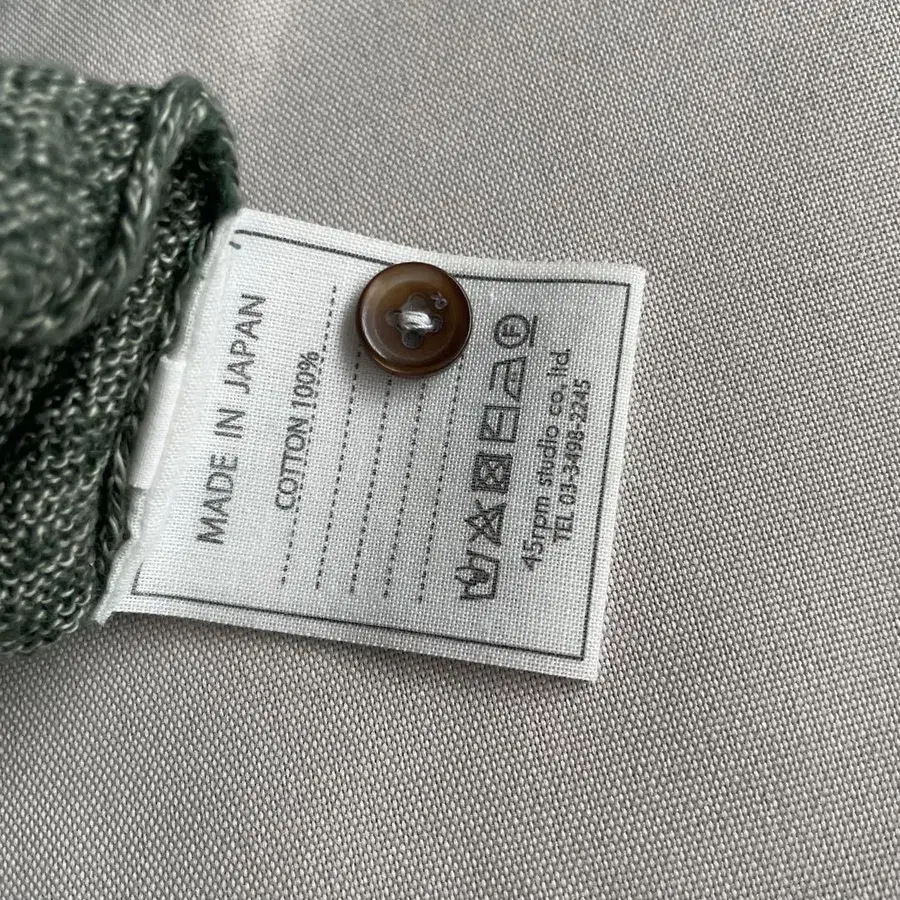 MADE IN JAPAN
COTTON 100%
F
45rpm studio co., ltd.
TEL 03-3498-2245